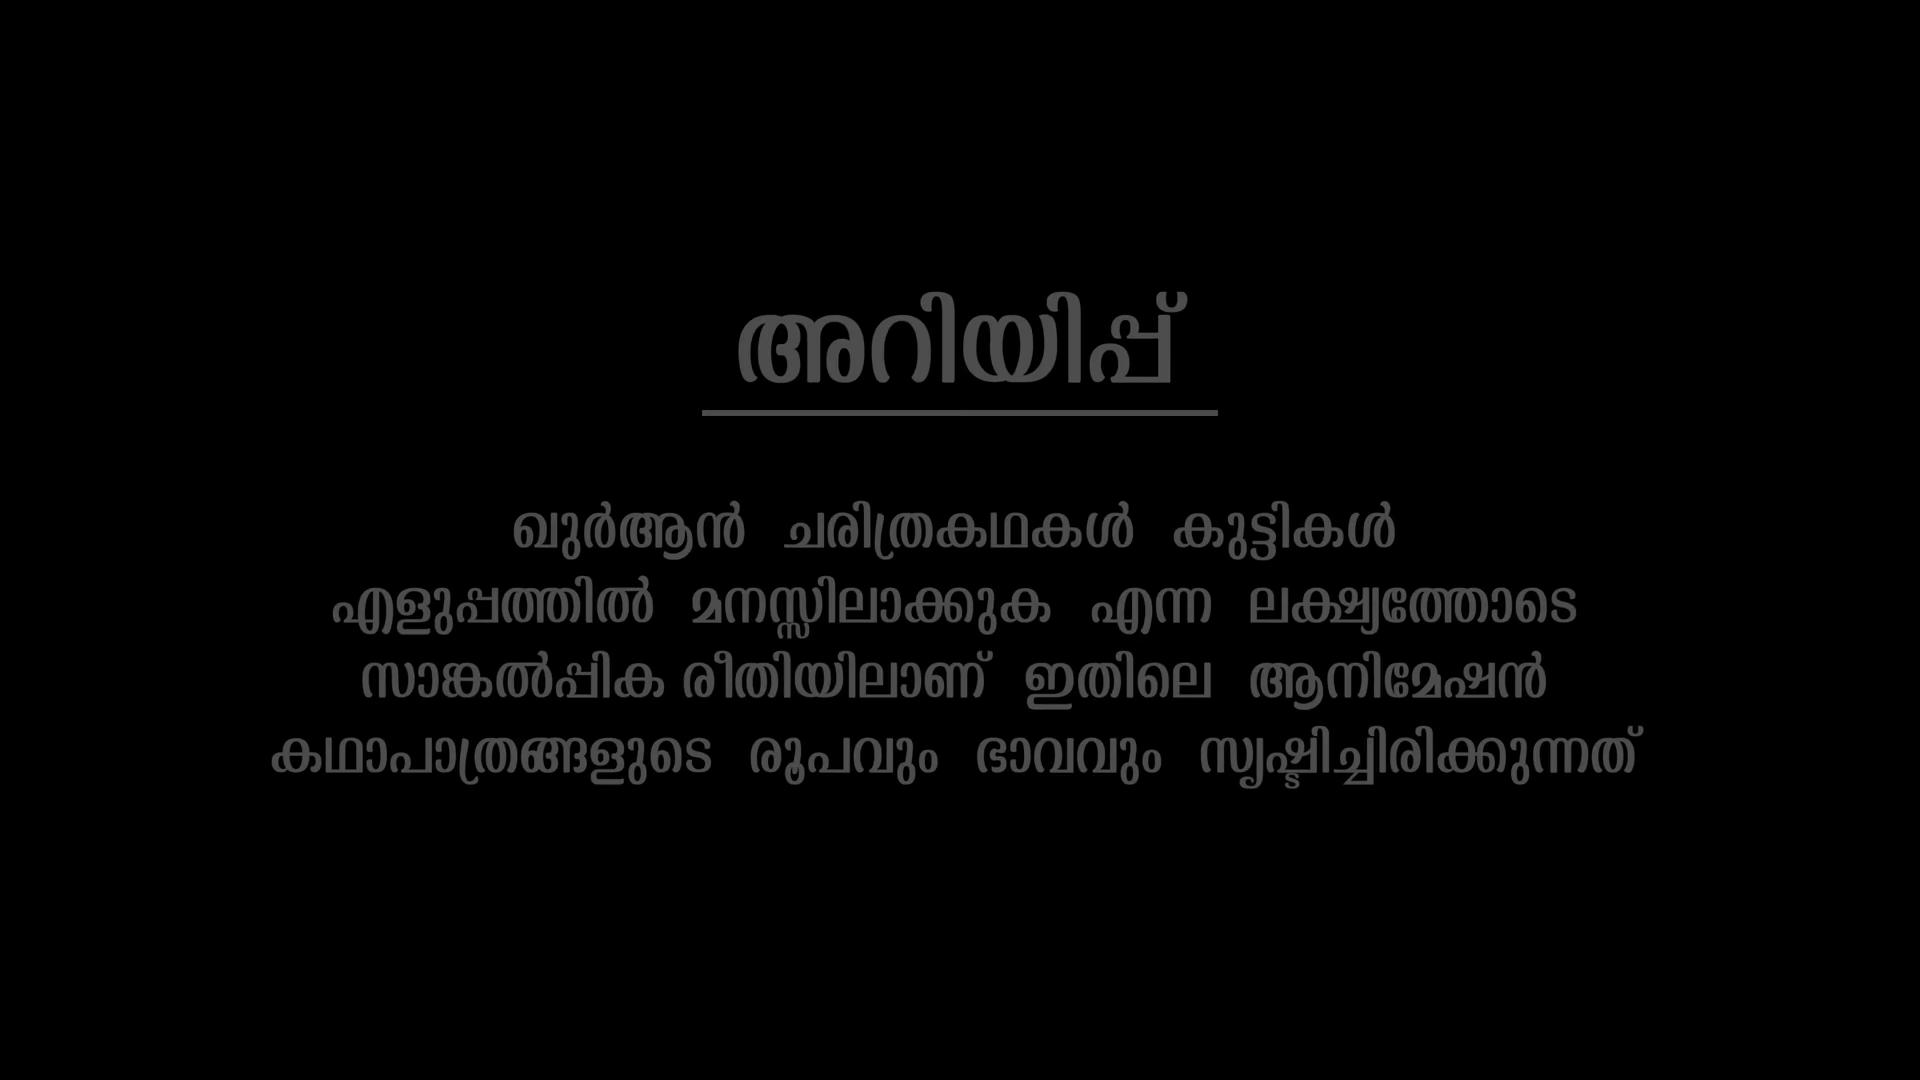 അറിയിപ്പ്
ഖുർആൻ ചരിത്രകഥകൾ കുട്ടികൾ
എളുപ്പത്തിൽ മനസ്സിലാക്കുക എന്ന ലക്ഷ്യത്തോടെ
സാങ്കൽപ്പിക രീതിയിലാണ് ഇതിലെ ആനിമേഷൻ
കഥാപാത്രങ്ങളുടെ രൂപവും ഭാവവും സൃഷ്ടിച്ചിരിക്കുന്നത്